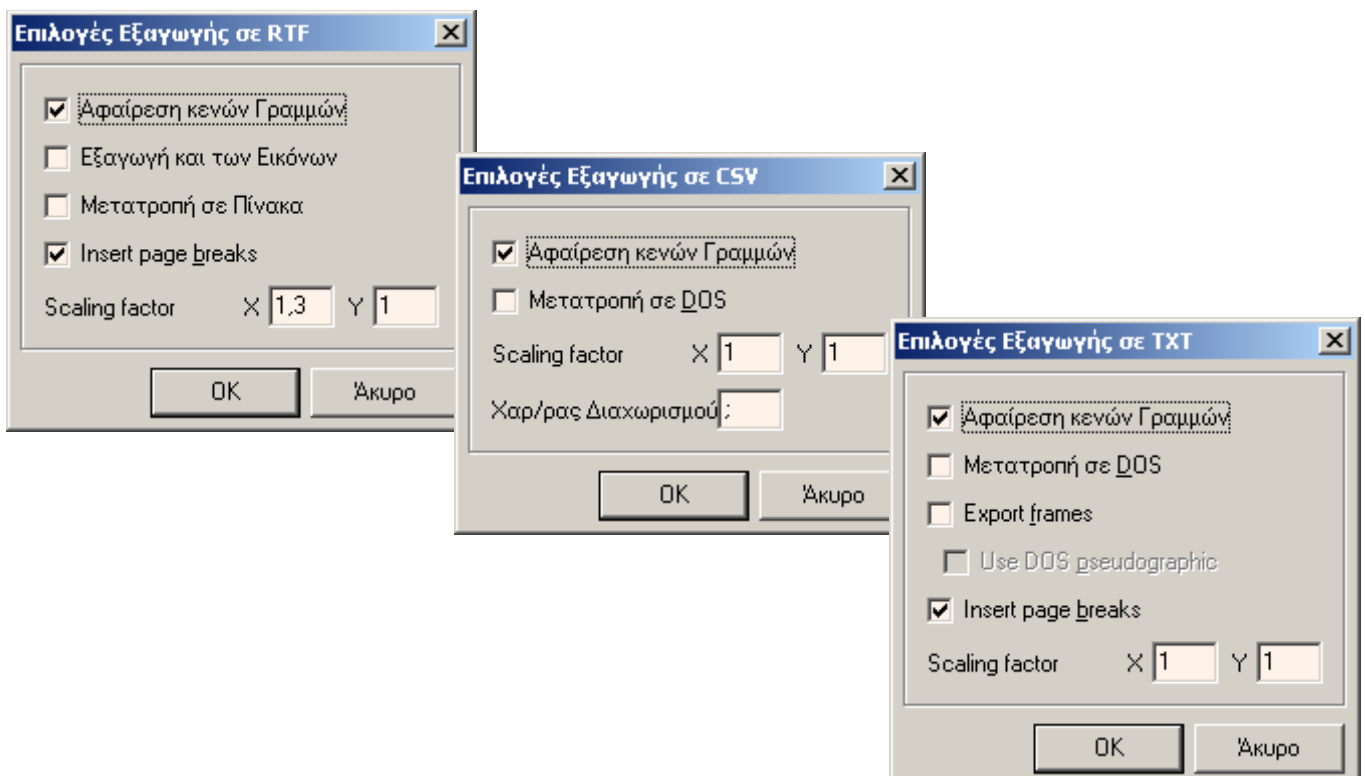 Επιλογές Εξαγωγής σε RTF
Αφαίρεση κενών Γραμμών
Εξαγωγή και των Εικόνων
Μετατροπή σε Πίνακα
Insert page breaks
Scaling factor X 1,3 Y 1
OK Άκυρο
Επιλογές Εξαγωγής σε CSV
Αφαίρεση κενών Γραμμών
Μετατροπή σε DOS
Scaling factor X 1 Y 1
Χαρ/ρας Διαχωρισμού ;
OK Άκυρο
Επιλογές Εξαγωγής σε TXT
Αφαίρεση κενών Γραμμών
Μετατροπή σε DOS
Export frames
Use DOS pseudographic
Insert page breaks
Scaling factor X 1 Y 1
OK Άκυρο